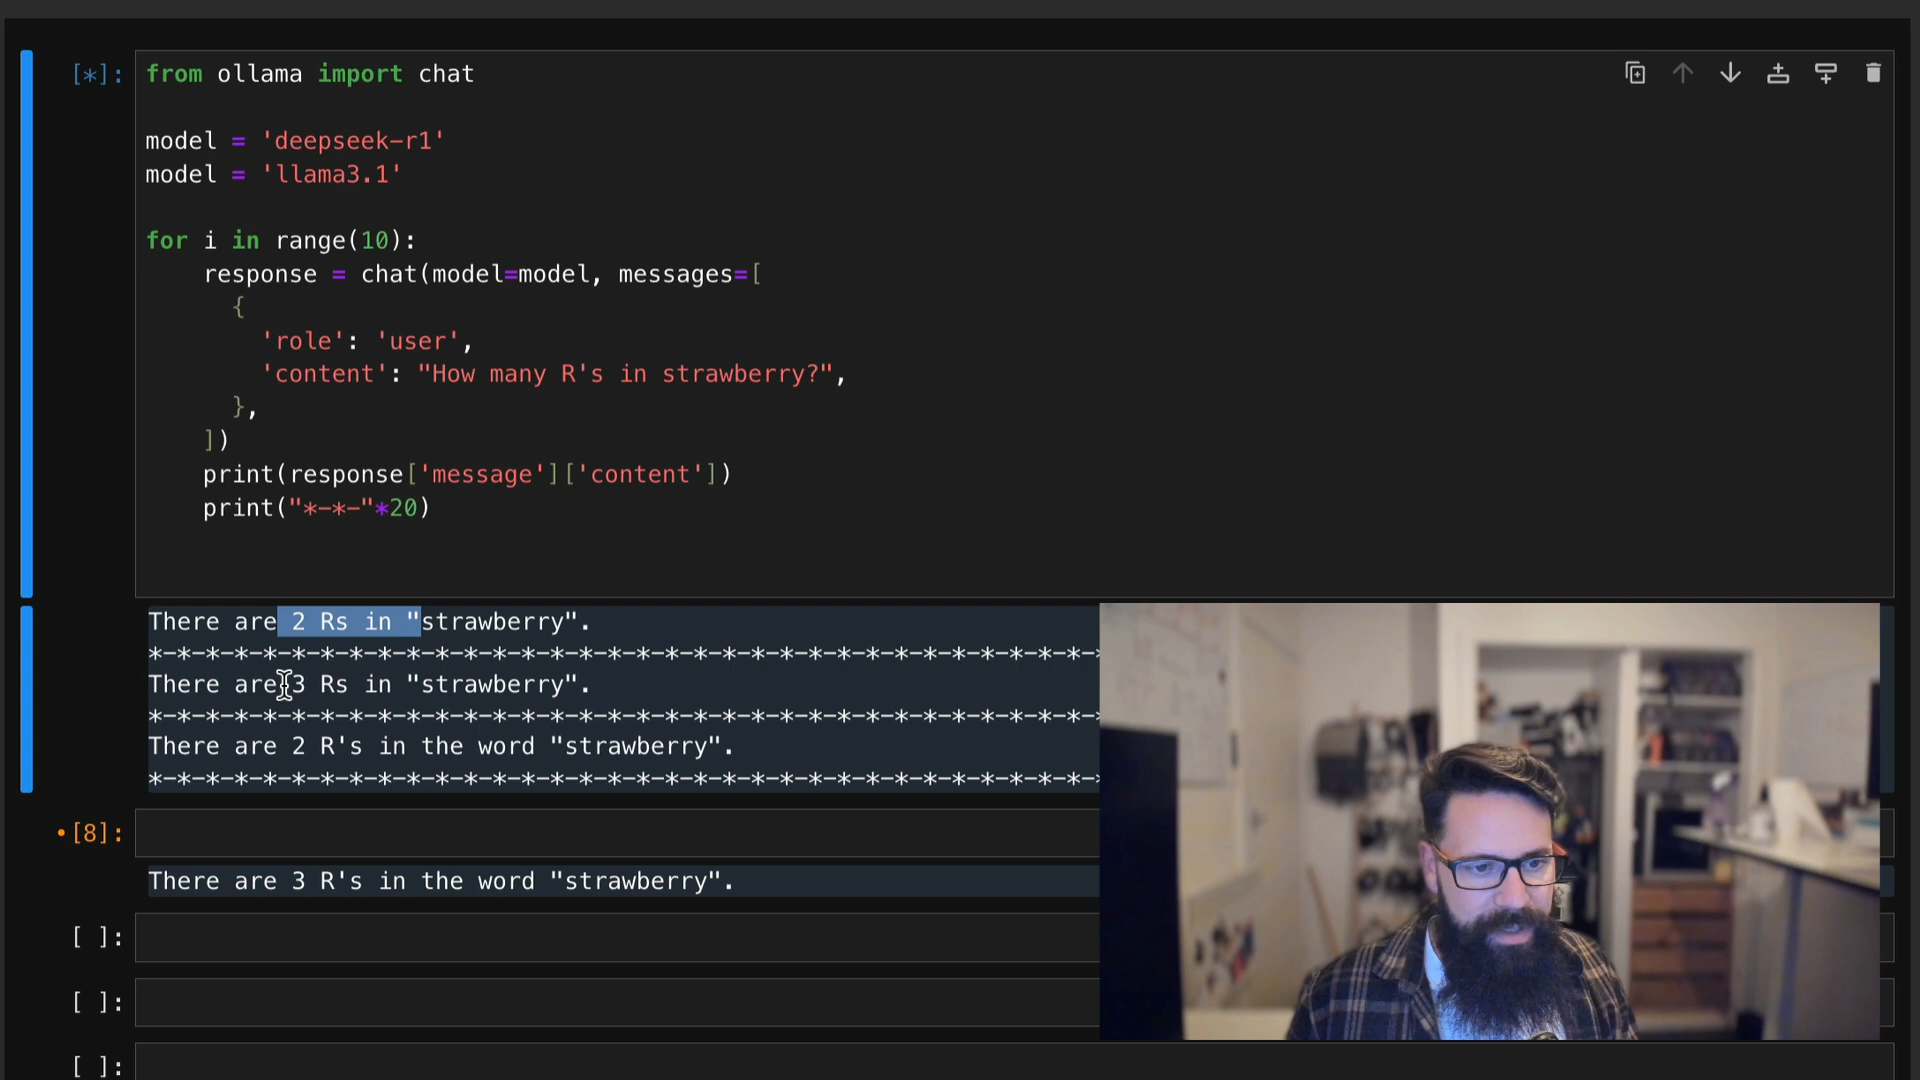 [*]:
from ollama import chat
model = 'deepseek-r1'
model = 'llama3.1'
for i in range(10):
response = chat(model=model, messages=[
{
'role': 'user',
'content': "How many R's in strawberry?",
},
])
print(response['message']['content'])
print("*-*-"*20)
There are 2 Rs in "strawberry".
*-*-*-*-*-*-*-*-*-*-*-*-*-*-*-*-*-*-*-*-*-*-*-*-*-*-*-*-*-*-*-*-*-
There are 3 Rs in "strawberry".
*-*-*-*-*-*-*-*-*-*-*-*-*-*-*-*-*-*-*-*-*-*-*-*-*-*-*-*-*-*-*-*-*-
There are 2 R's in the word "strawberry".
*-*-*-*-*-*-*-*-*-*-*-*-*-*-*-*-*-*-*-*-*-*-*-*-*-*-*-*-*-*-*-*-*-
•[8]:
There are 3 R's in the word "strawberry".
[ ]:
[ ]:
[ ]: